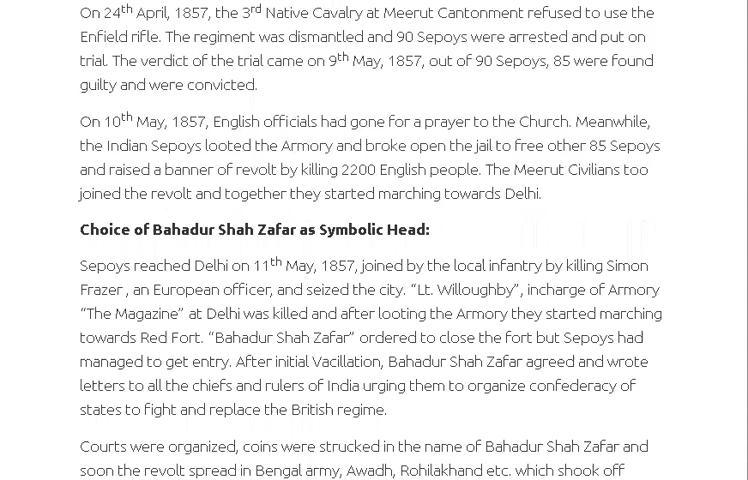 On 24th April, 1857, the 3rd Native Cavalry at Meerut Cantonment refused to use the
Enfield rifle. The regiment was dismantled and 90 Sepoys were arrested and put on
trial. The verdict of the trial came on 9th May, 1857, out of 90 Sepoys, 85 were found
guilty and were convicted.
On 10th May, 1857, English officials had gone for a prayer to the Church. Meanwhile,
the Indian Sepoys looted the Armory and broke open the jail to free other 85 Sepoys
and raised a banner of revolt by killing 2200 English people. The Meerut Civilians too
joined the revolt and together they started marching towards Delhi.
Choice of Bahadur Shah Zafar as Symbolic Head:
Sepoys reached Delhi on 11th May, 1857, joined by the local infantry by killing Simon
Frazer , an European officer, and seized the city. “Lt. Willoughby”, incharge of Armory
“The Magazine” at Delhi was killed and after looting the Armory they started marching
towards Red Fort. “Bahadur Shah Zafar” ordered to close the fort but Sepoys had
managed to get entry. After initial Vacillation, Bahadur Shah Zafar agreed and wrote
letters to all the chiefs and rulers of India urging them to organize confederacy of
states to fight and replace the British regime.
Courts were organized, coins were strucked in the name of Bahadur Shah Zafar and
soon the revolt spread in Bengal army, Awadh, Rohilakhand etc. which shook off